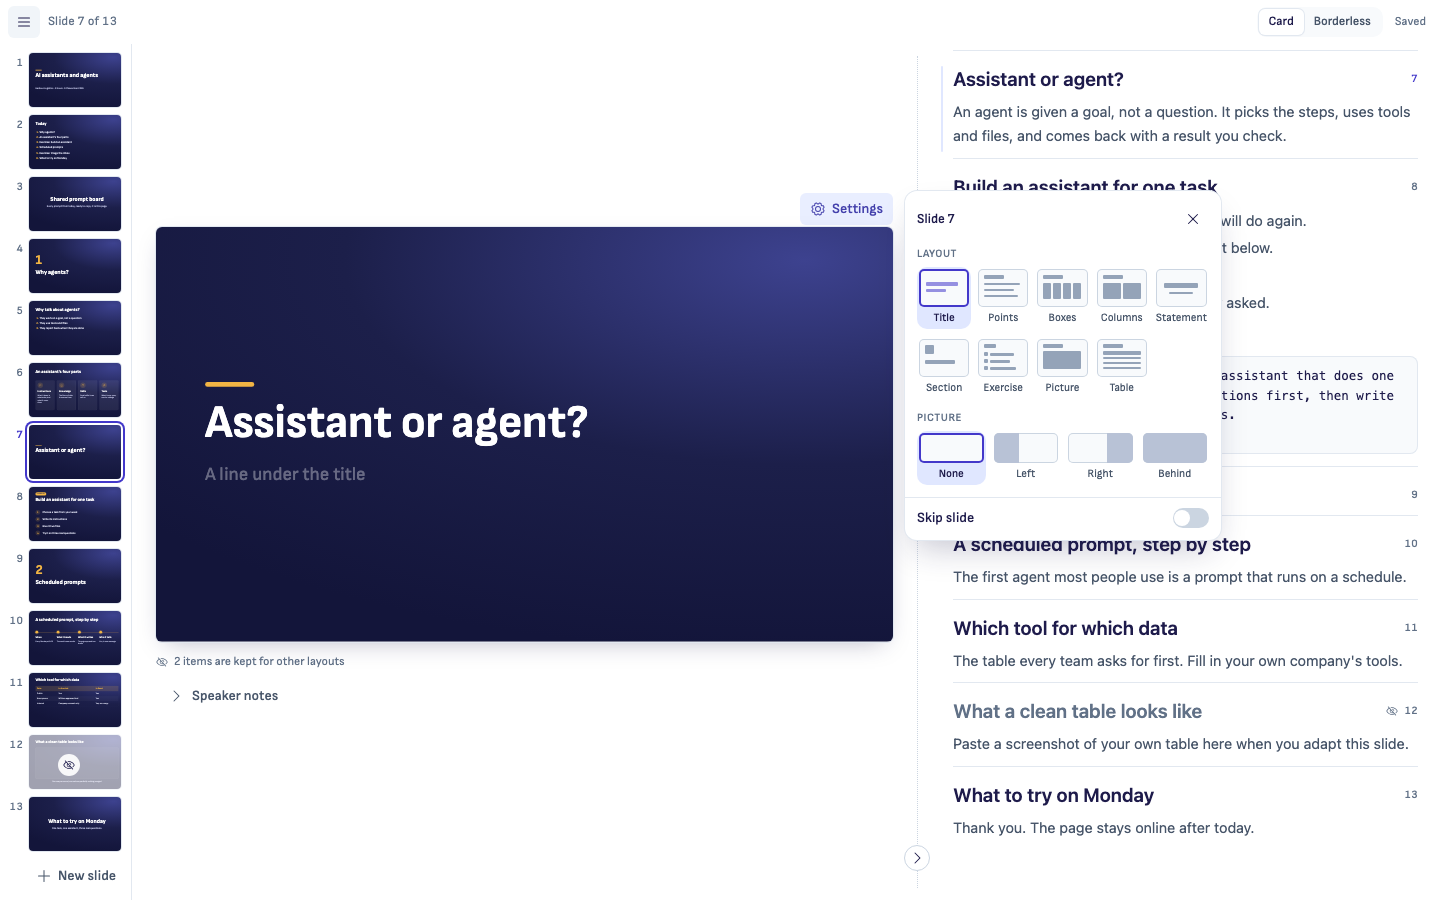 Slide 7 of 13
Card
Borderless
Saved
1
AI assistants and agents
2
Today
3
Shared prompt board
4
1
Why agents?
5
Why talk about agents?
6
An assistant's four parts
7
Assistant or agent?
8
Build an assistant for one task
9
2
Scheduled prompts
10
A scheduled prompt, step by step
11
Which tool for which data
12
What a clean table looks like
13
What to try on Monday
New slide
Settings
Assistant or agent?
A line under the title
2 items are kept for other layouts
Speaker notes
Slide 7
LAYOUT
Title
Points
Boxes
Columns
Statement
Section
Exercise
Picture
Table
PICTURE
None
Left
Right
Behind
Skip slide
Assistant or agent?
7
An agent is given a goal, not a question. It picks the steps, uses tools
and files, and comes back with a result you check.
Build an assistant for one task
8
will do again.
t below.
asked.
assistant that does one
tions first, then write
s.
9
A scheduled prompt, step by step
10
The first agent most people use is a prompt that runs on a schedule.
Which tool for which data
11
The table every team asks for first. Fill in your own company's tools.
What a clean table looks like
12
Paste a screenshot of your own table here when you adapt this slide.
What to try on Monday
13
Thank you. The page stays online after today.